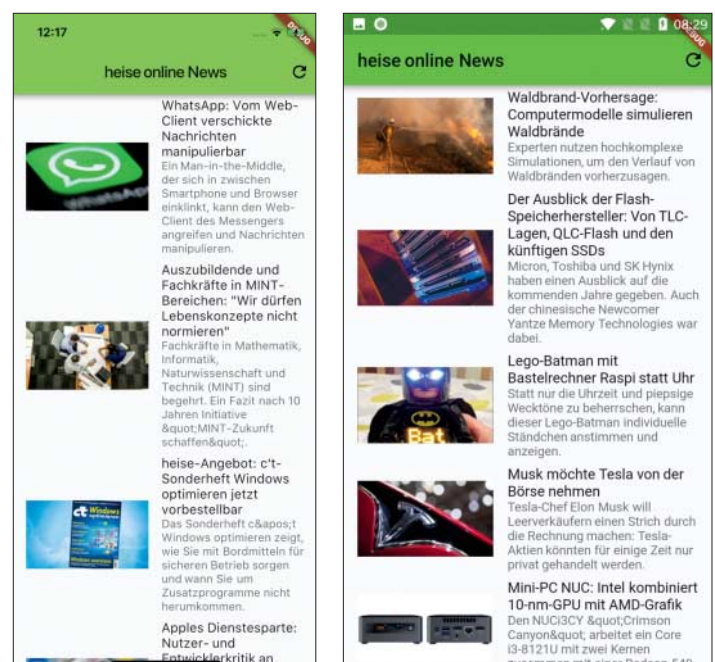 12:17
DEBUG
heise online News
WhatsApp: Vom Web-
Client verschickte
Nachrichten
manipulierbar
Ein Man-in-the-Middle,
der sich in zwischen
Smartphone und Browser
einklinkt, kann den Web-
Client des Messengers
angreifen und Nachrichten
manipulieren.
WhatsApp
Auszubildende und
Fachkräfte in MINT-
Bereichen: "Wir dürfen
Lebenskonzepte nicht
normieren"
Fachkräfte in Mathematik,
Informatik,
Naturwissenschaft und
Technik (MINT) sind
begehrt. Ein Fazit nach 10
Jahren Initiative
&quot;MINT-Zukunft
schaffen&quot;.
heise-Angebot: c't-
Sonderheft Windows
optimieren jetzt
vorbestellbar
Das Sonderheft c&apos;t
Windows optimieren zeigt,
wie Sie mit Bordmitteln für
sicheren Betrieb sorgen
und wann Sie um
Zusatzprogramme nicht
herumkommen.
c't Windows
Apples Dienstesparte:
Nutzer- und
Entwicklerkritik an
08:29
DEBUG
heise online News
Waldbrand-Vorhersage:
Computermodelle simulieren
Waldbrände
Experten nutzen hochkomplexe
Simulationen, um den Verlauf von
Waldbränden vorherzusagen.
Der Ausblick der Flash-
Speicherhersteller: Von TLC-
Lagen, QLC-Flash und den
künftigen SSDs
Micron, Toshiba und SK Hynix
haben einen Ausblick auf die
kommenden Jahre gegeben. Auch
der chinesische Newcomer
Yantze Memory Technologies war
dabei.
Lego-Batman mit
Bastelrechner Raspi statt Uhr
Statt nur die Uhrzeit und piepsige
Wecktöne zu beherrschen, kann
dieser Lego-Batman individuelle
Ständchen anstimmen und
anzeigen.
Bat
Musk möchte Tesla von der
Börse nehmen
Tesla-Chef Elon Musk will
Leerverkäufern einen Strich durch
die Rechnung machen: Tesla-
Aktien könnten für einige Zeit nur
privat gehandelt werden.
Mini-PC NUC: Intel kombiniert
10-nm-GPU mit AMD-Grafik
Den NUCi3CY &quot;Crimson
Canyon&quot; arbeitet ein Core
i3-8121U mit zwei Kernen
zusammen mit einer Radeon 540